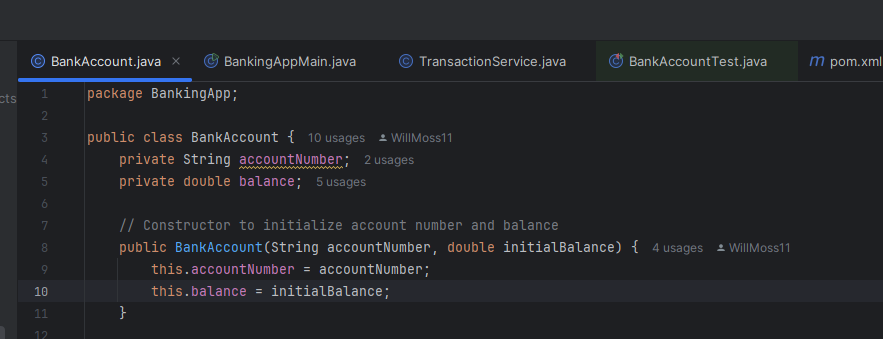 cts
BankAccount.java × BankingAppMain.java TransactionService.java BankAccountTest.java m pom.xml
1 package BankingApp;
2
3 public class BankAccount { 10 usages WillMoss11
4 private String accountNumber; 2 usages
5 private double balance; 5 usages
6
7 // Constructor to initialize account number and balance
8 public BankAccount(String accountNumber, double initialBalance) { 4 usages WillMoss11
9 this.accountNumber = accountNumber;
10 this.balance = initialBalance;
11 }
12